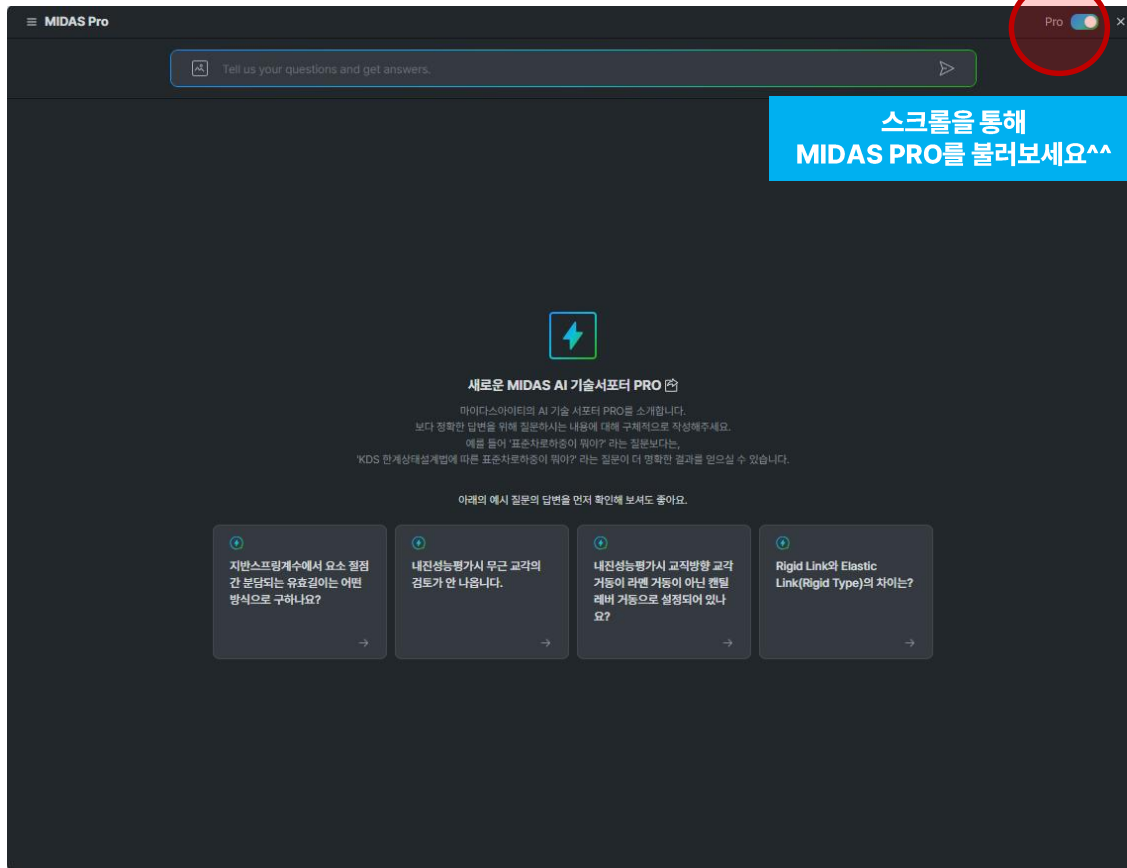 MIDAS Pro
Pro
Tell us your questions and get answers.
스크롤을 통해
MIDAS PRO를 불러보세요^^
새로운 MIDAS AI 기술서포터 PRO
마이다스아이티의 AI 기술 서포터 PRO를 소개합니다.
보다 정확한 답변을 위해 질문하시는 내용에 대해 구체적으로 작성해주세요.
예를 들어 '표준차로하중이 뭐야?' 라는 질문보다는,
'KDS 한계상태설계법에 따른 표준차로하중이 뭐야?' 라는 질문이 더 명확한 결과를 얻으실 수 있습니다.
아래의 예시 질문의 답변을 먼저 확인해 보셔도 좋아요.
지반스프링계수에서 요소 절점
간 분담되는 유효길이는 어떤
방식으로 구하나요?
내진성능평가시 무근 교각의
검토가 안 나옵니다.
내진성능평가시 교직방향 교각
거동이 라멘 거동이 아닌 캔틸
레버 거동으로 설정되어 있나
요?
Rigid Link와 Elastic
Link(Rigid Type)의 차이는?